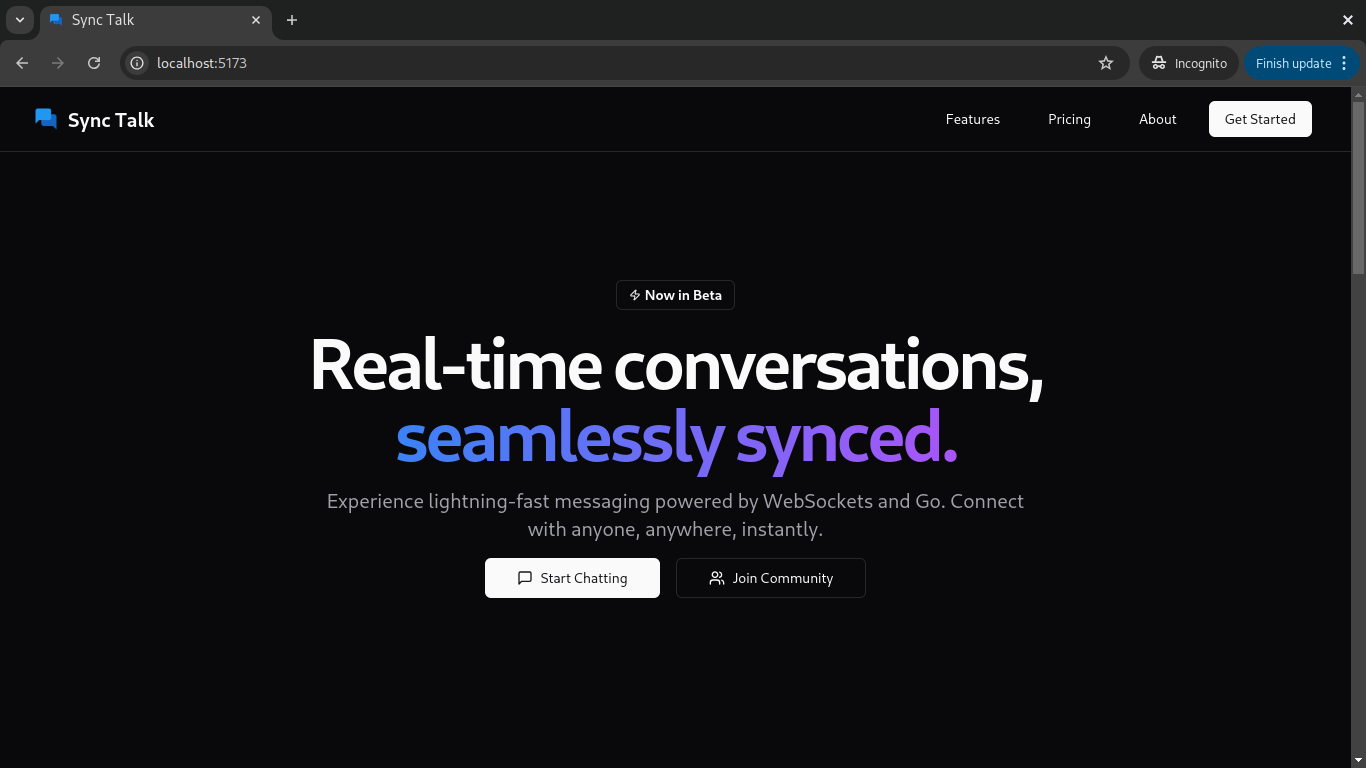 Sync Talk
localhost:5173
Incognito
Finish update
Sync Talk
Features
Pricing
About
Get Started
Now in Beta
Real-time conversations,
seamlessly synced.
Experience lightning-fast messaging powered by WebSockets and Go. Connect
with anyone, anywhere, instantly.
Start Chatting
Join Community